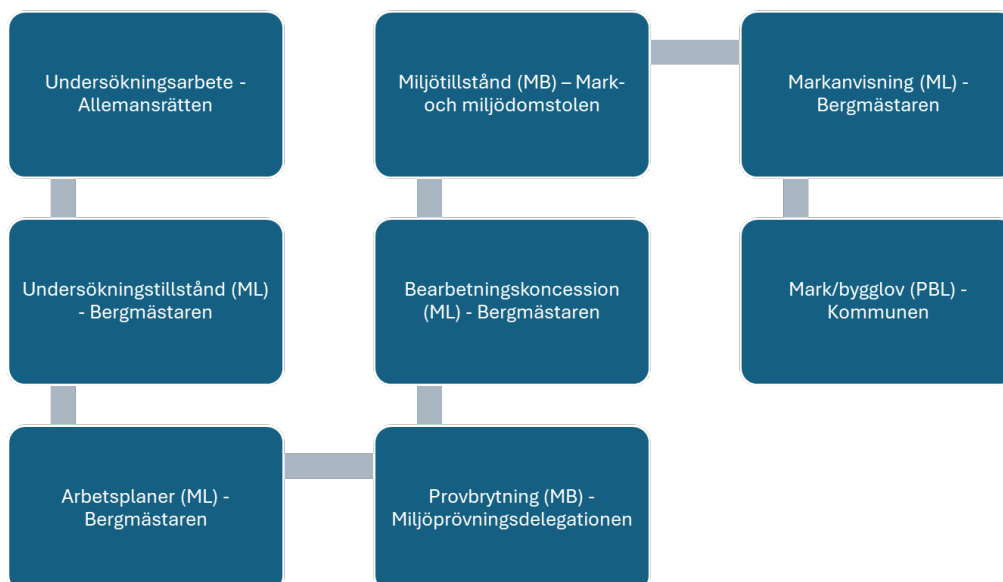 Undersökningsarbete -
Allemansrätten
Undersökningstillstånd (ML)
- Bergmästaren
Arbetsplaner (ML) -
Bergmästaren
Provbrytning (MB) -
Miljöprövningsdelegationen
Bearbetningskoncession
(ML) - Bergmästaren
Miljötillstånd (MB) – Mark-
och miljödomstolen
Markanvisning (ML) -
Bergmästaren
Mark/bygglov (PBL) -
Kommunen